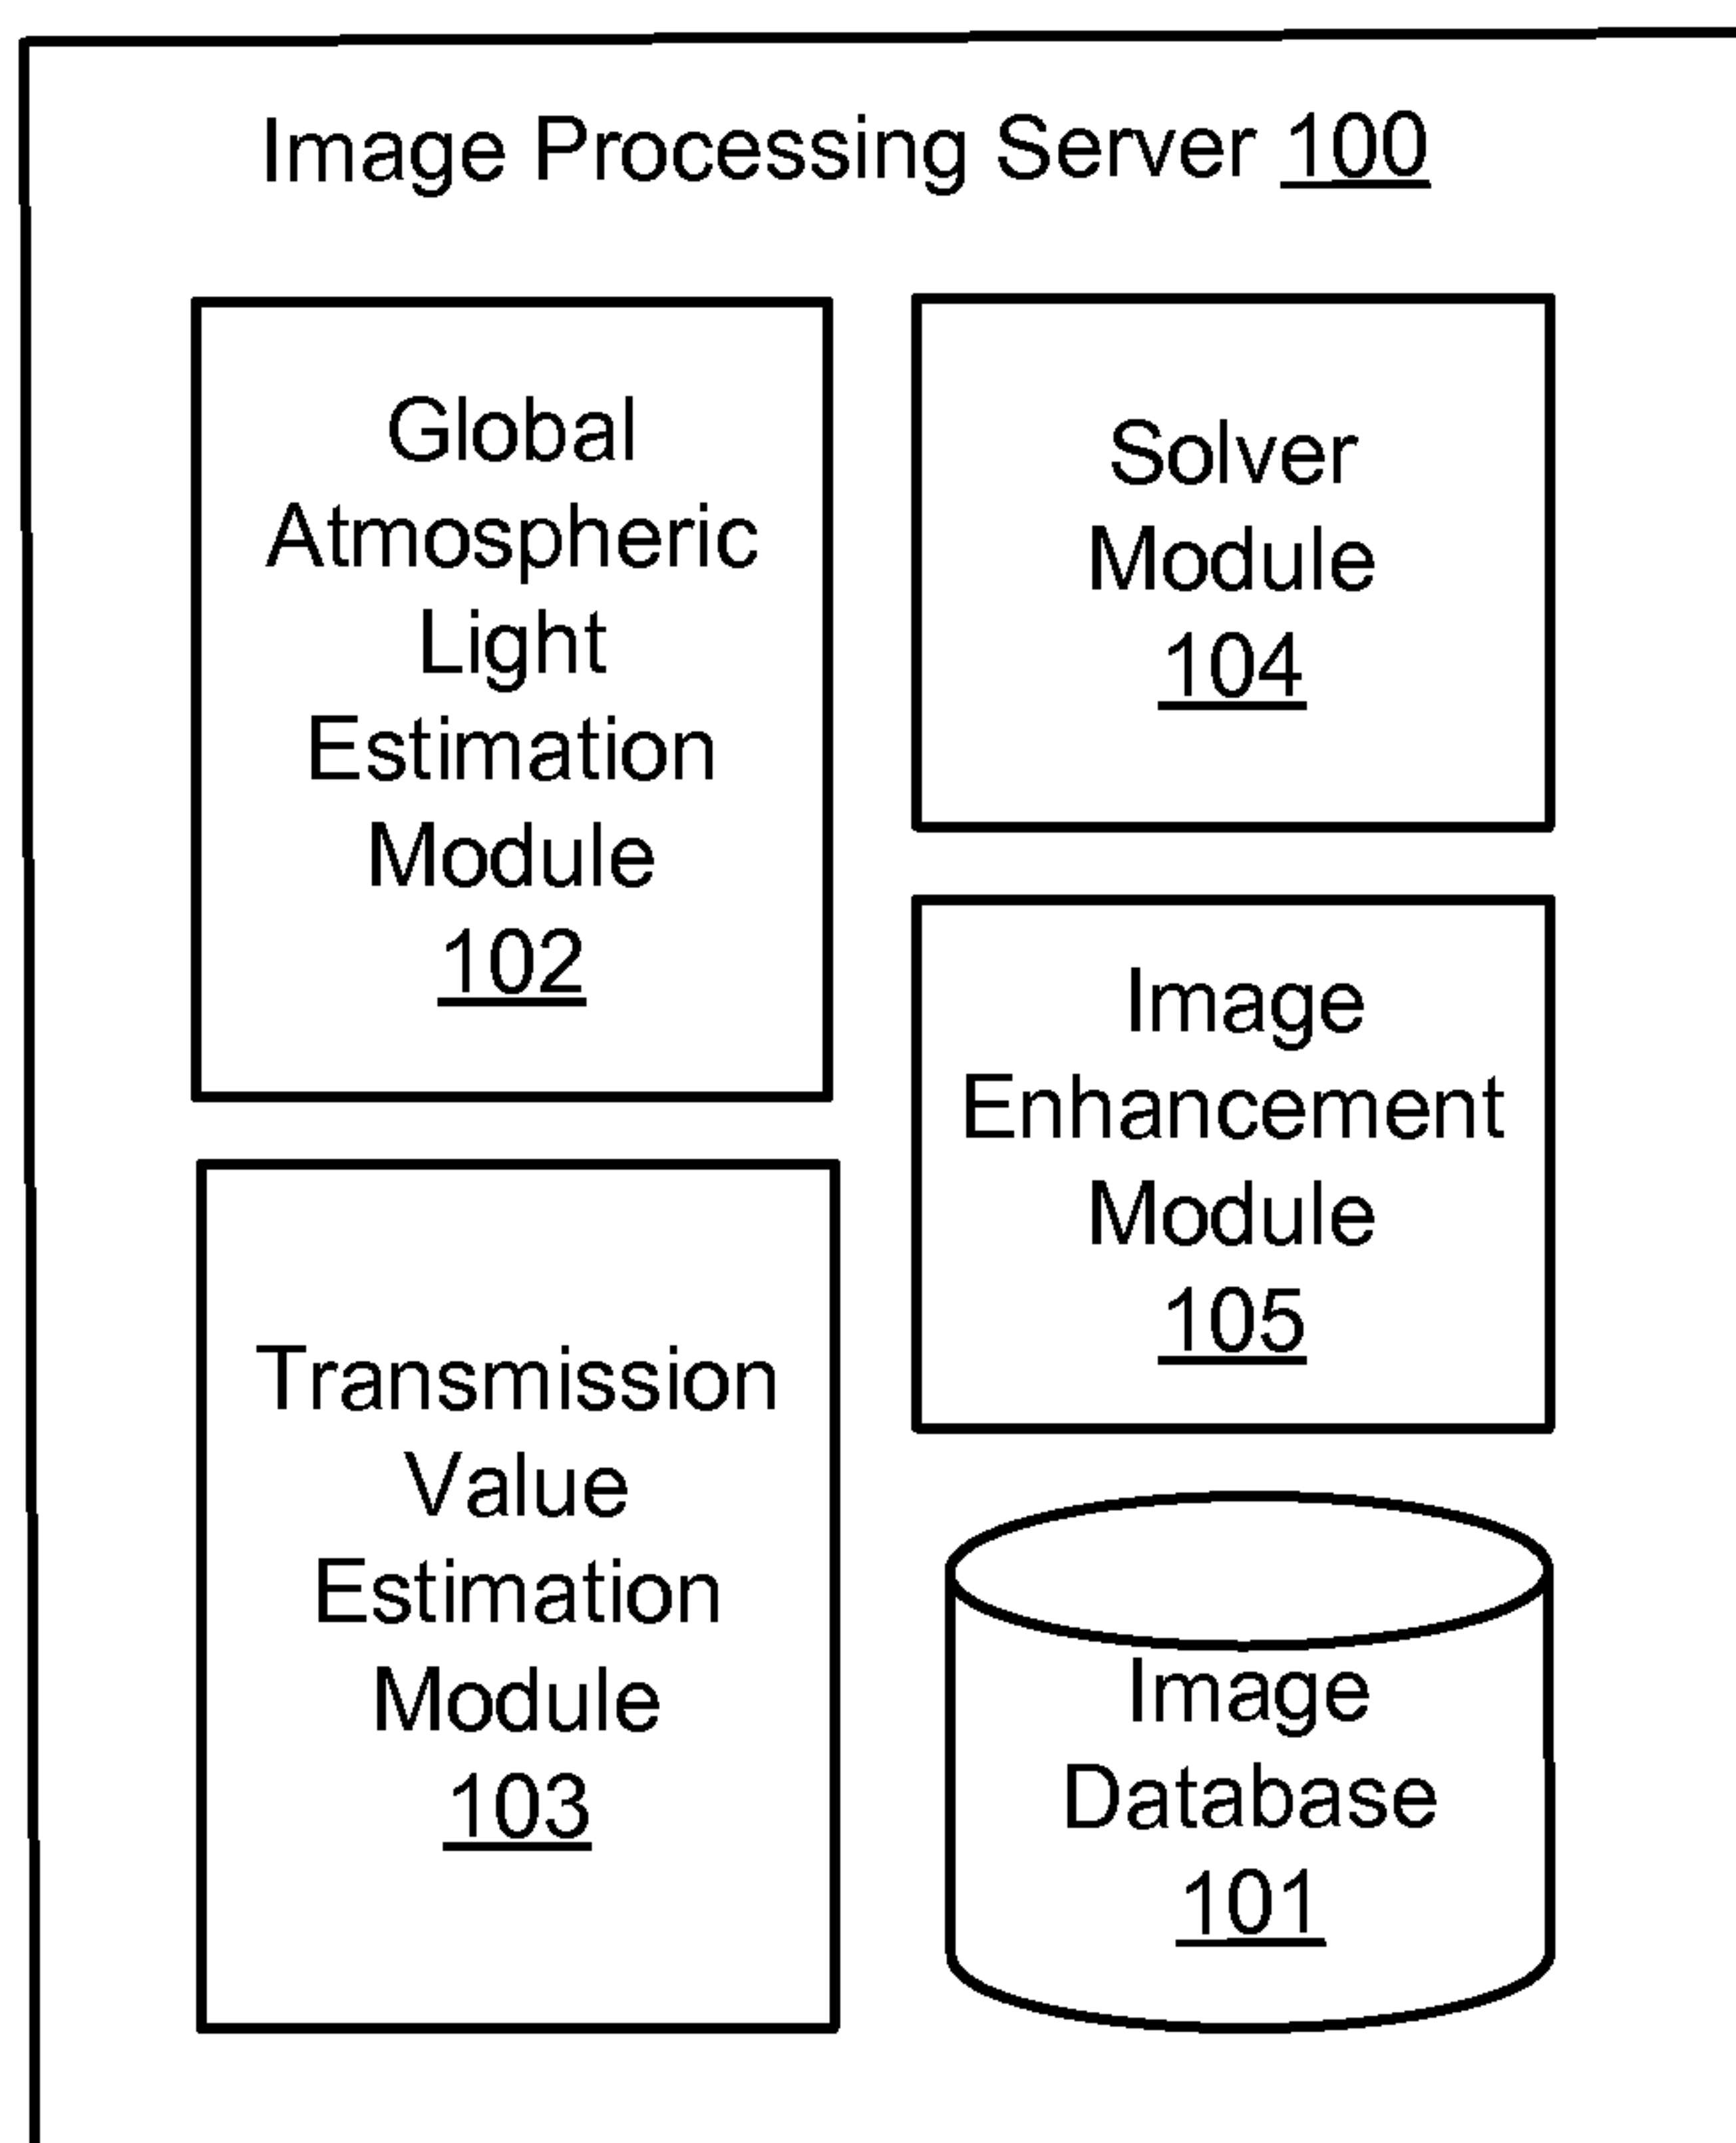 Image Processing Server 100
Global
Atmospheric
Light
Estimation
Module
102
Transmission
Value
Estimation
Module
103
Solver
Module
104
Image
Enhancement
Module
105
Image
Database
101